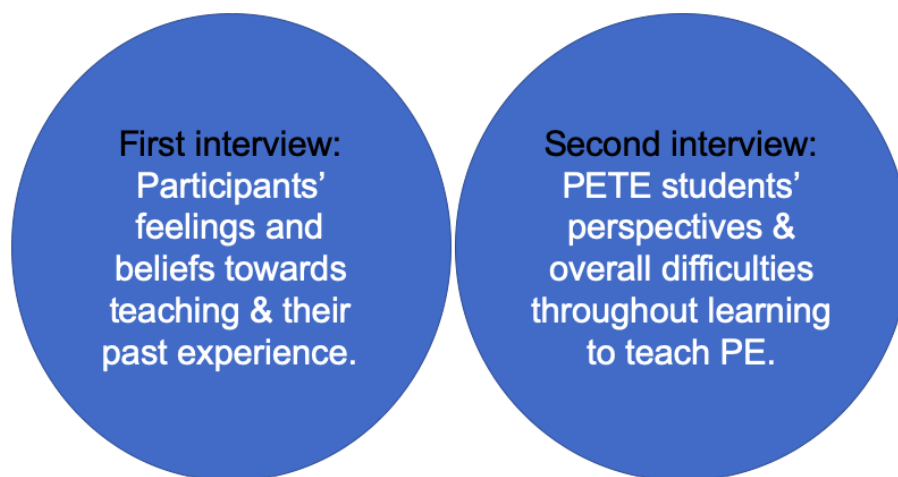 First interview:
Participants’
feelings and
beliefs towards
teaching & their
past experience.
Second interview:
PETE students’
perspectives &
overall difficulties
throughout learning
to teach PE.